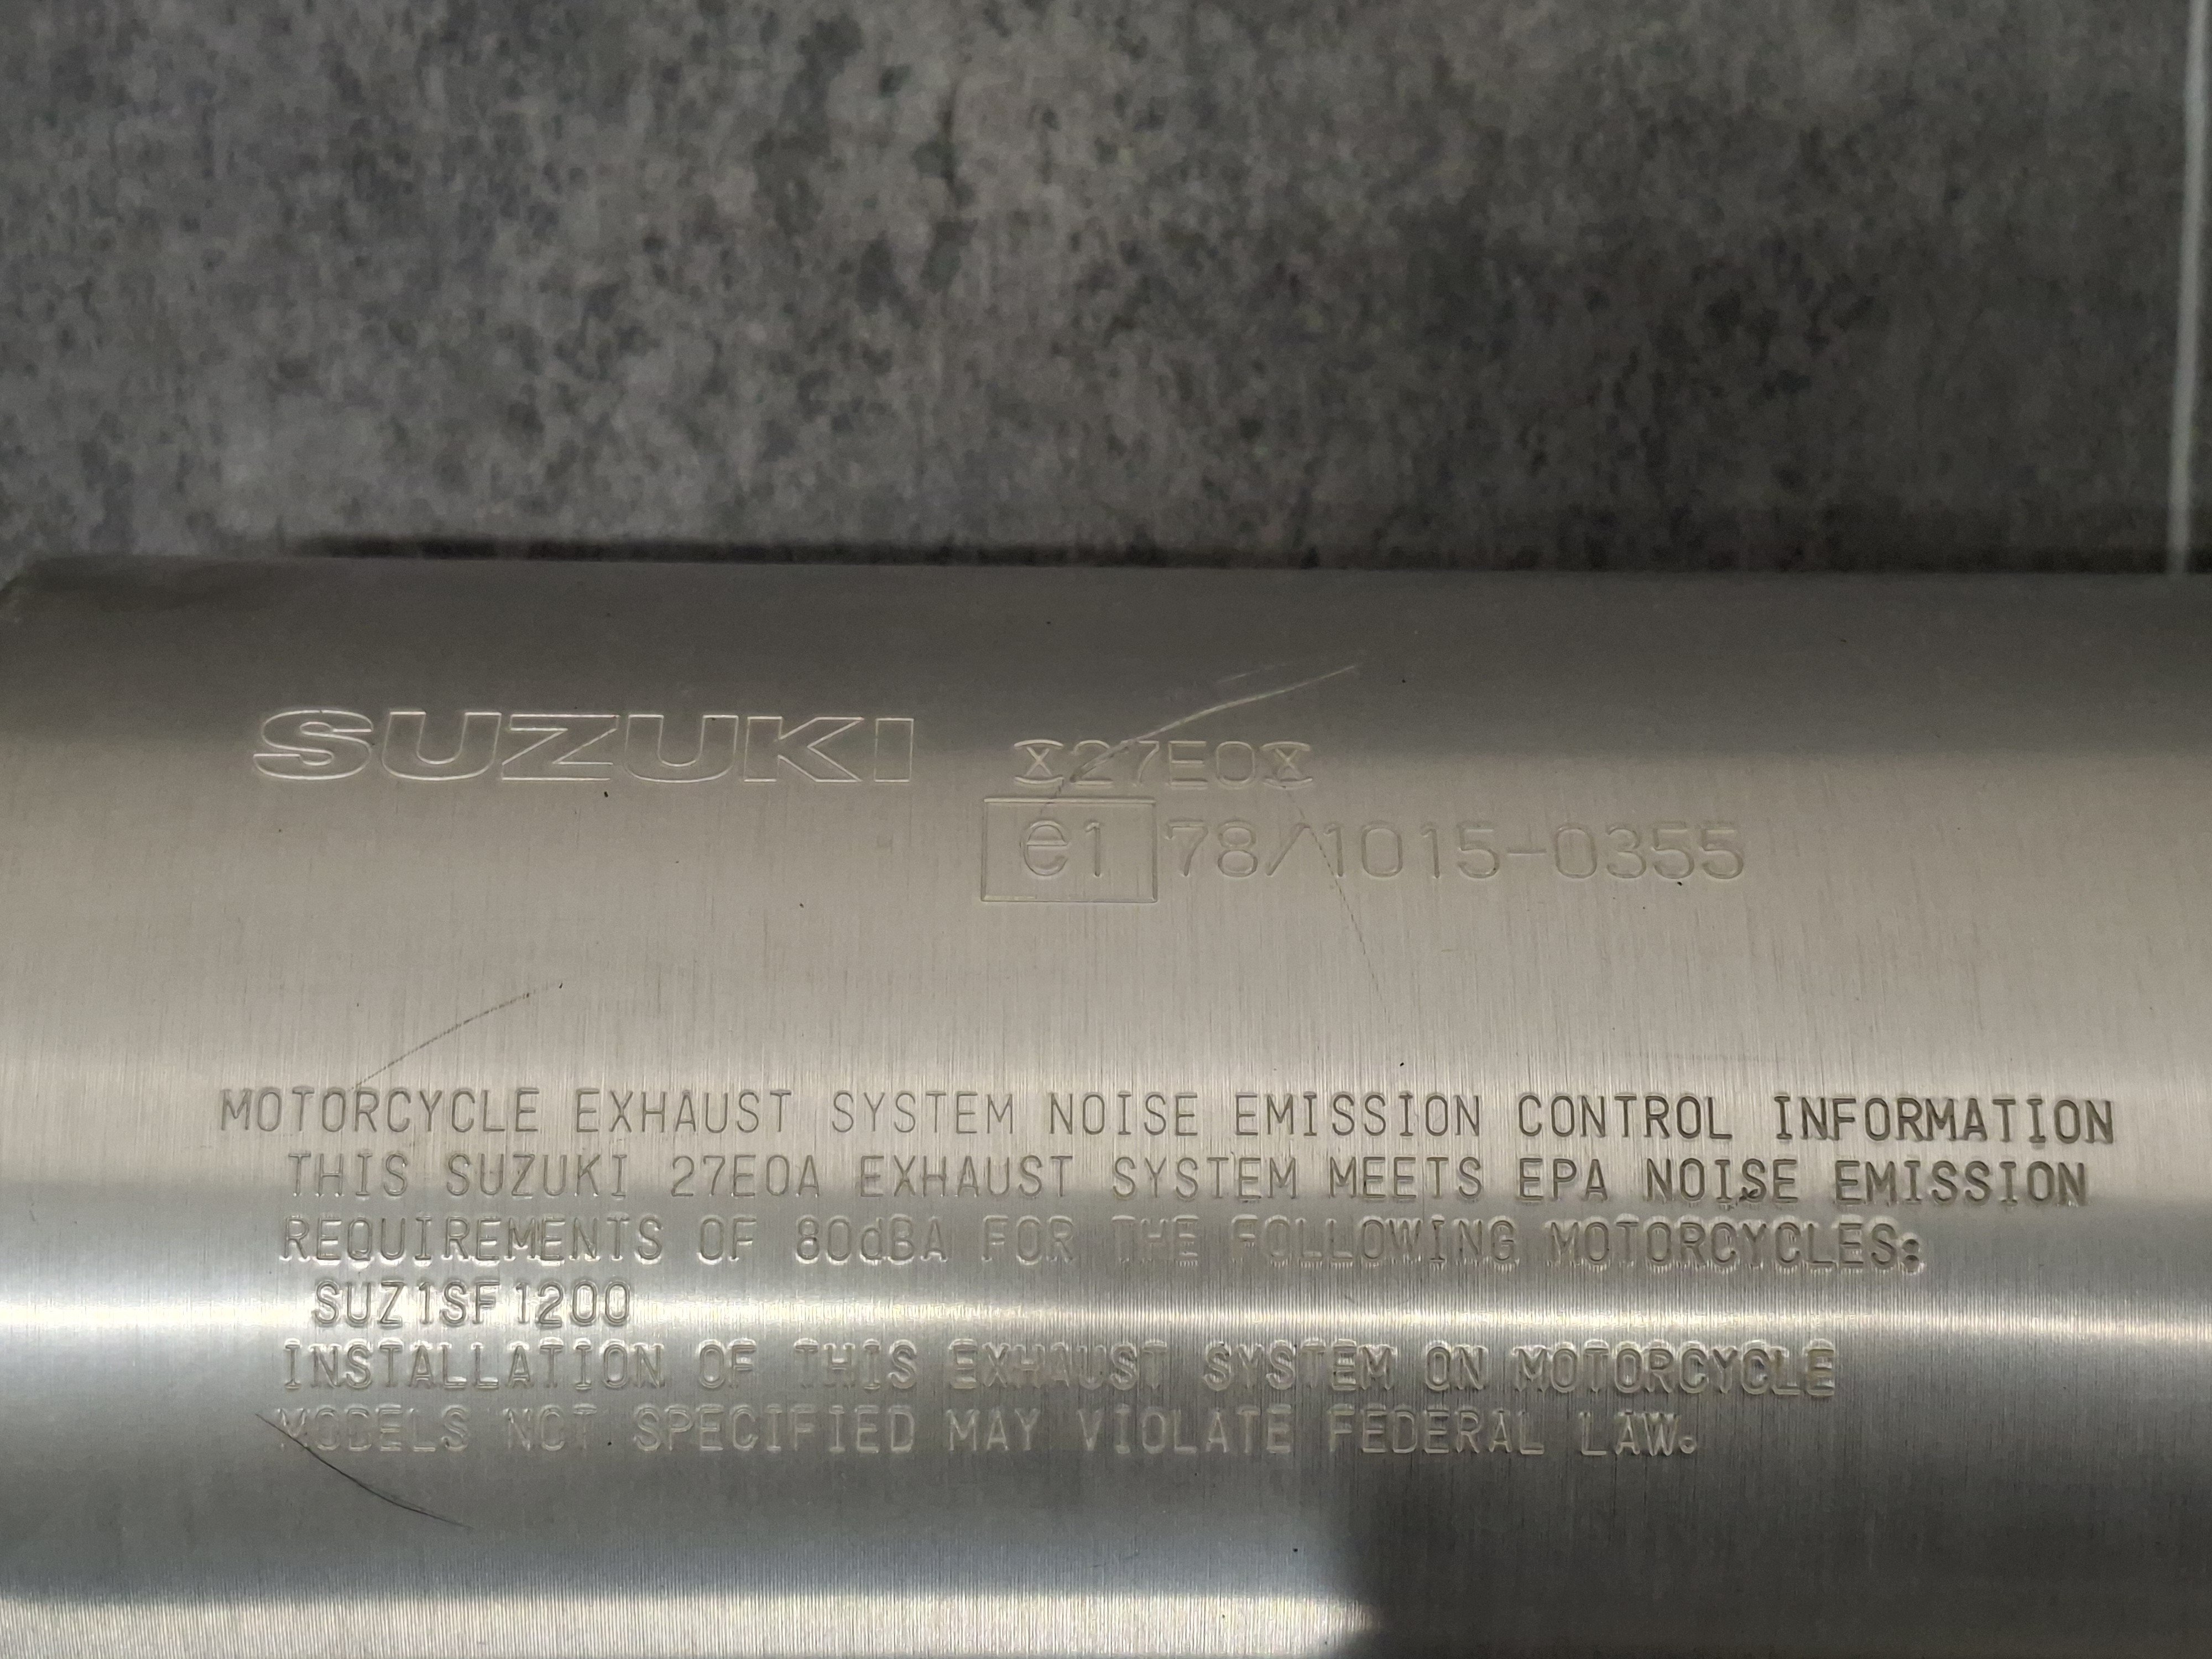 SUZUKI
27E0
e1 78/1015-0355
MOTORCYCLE EXHAUST SYSTEM NOISE EMISSION CONTROL INFORMATION
THIS SUZUKI 27E0A EXHAUST SYSTEM MEETS EPA NOISE EMISSION
REQUIREMENTS OF 80dBA FOR THE FOLLOWING MOTORCYCLES:
SUZ1SF1200
INSTALLATION OF THIS EXHAUST SYSTEM ON MOTORCYCLE
MODELS NOT SPECIFIED MAY VIOLATE FEDERAL LAW.